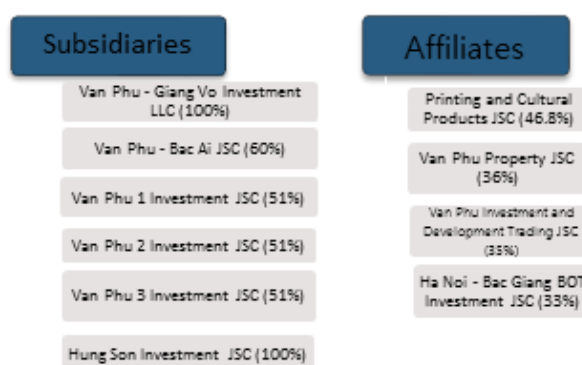 Subsidiaries
Van Phu - Giang Vo Investment
LLC (100%)
Van Phu - Bac Ai JSC (60%)
Van Phu 1 Investment JSC (51%)
Van Phu 2 Investment JSC (51%)
Van Phu 3 Investment JSC (51%)
Hung Son Investment JSC (100%)
Affiliates
Printing and Cultural
Products JSC (46.8%)
Van Phu Property JSC
(36%)
Van Phu Investment and
Development Trading JSC
(35%)
Ha Noi - Bac Giang BOT
Investment JSC (33%)